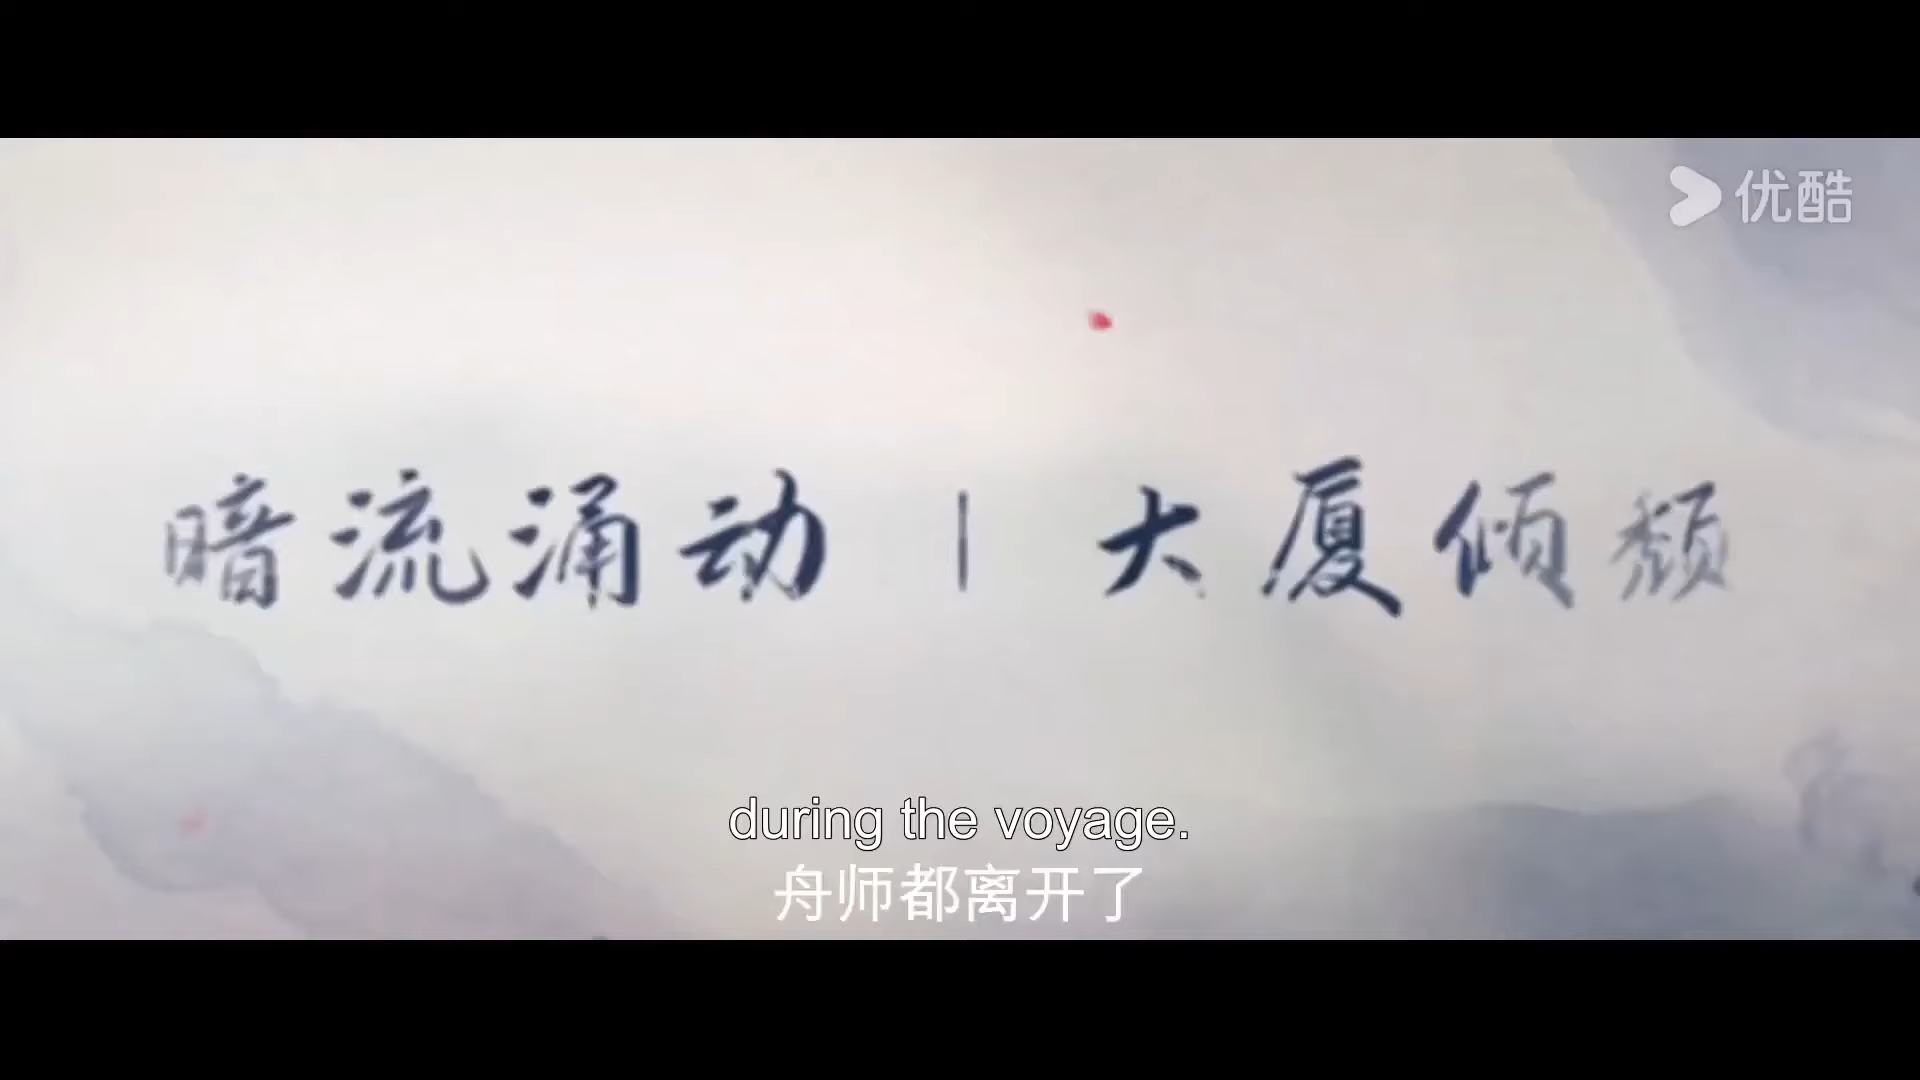 优酷
暗流涌动 | 大厦倾颓
during the voyage.
舟师都离开了